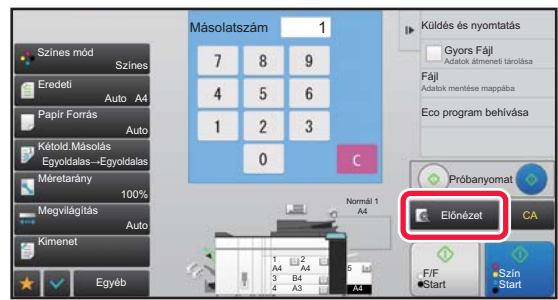 Másolatszám 1
Színes mód
Színes
Eredeti
Auto A4
Papír Forrás
Auto
Kétold.Másolás
Egyoldalas→Egyoldalas
Méretarány
100%
Megvilágítás
Auto
Kimenet
Egyéb
7 8 9
4 5 6
1 2 3
0 C
Normál 1
A4
1 A4
2 A4
3 B4
4 A3
5
A4
Küldés és nyomtatás
Gyors Fájl
Adatok átmeneti tárolása
Fájl
Adatok mentése mappába
Eco program behívása
Próbanyomat
Előnézet
CA
F/F
Start
Szín
Start